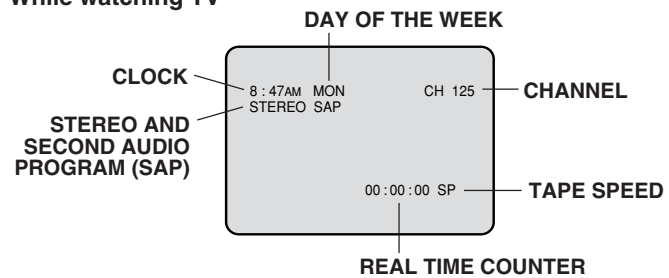 While watching TV
DAY OF THE WEEK
CLOCK
8 : 47AM MON
CH 125
CHANNEL
STEREO SAP
STEREO AND
SECOND AUDIO
PROGRAM (SAP)
00 : 00 : 00 SP
TAPE SPEED
REAL TIME COUNTER